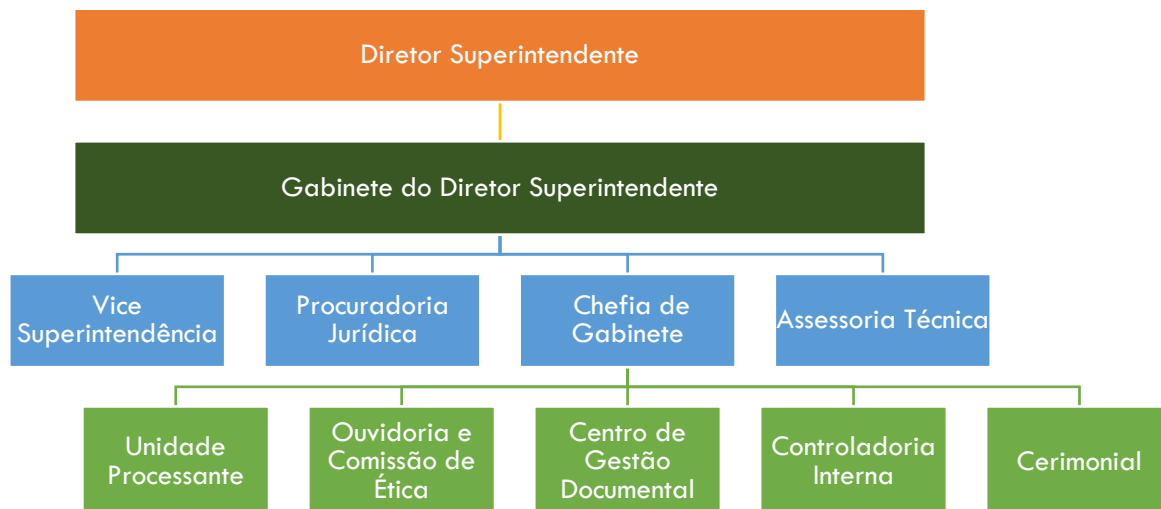 Diretor Superintendente
Gabinete do Diretor Superintendente
Vice
Superintendência
Procuradoria
Jurídica
Chefia de
Gabinete
Assessoria Técnica
Unidade
Processante
Ouvidoria e
Comissão de
Ética
Centro de
Gestão
Documental
Controladoria
Interna
Cerimonial